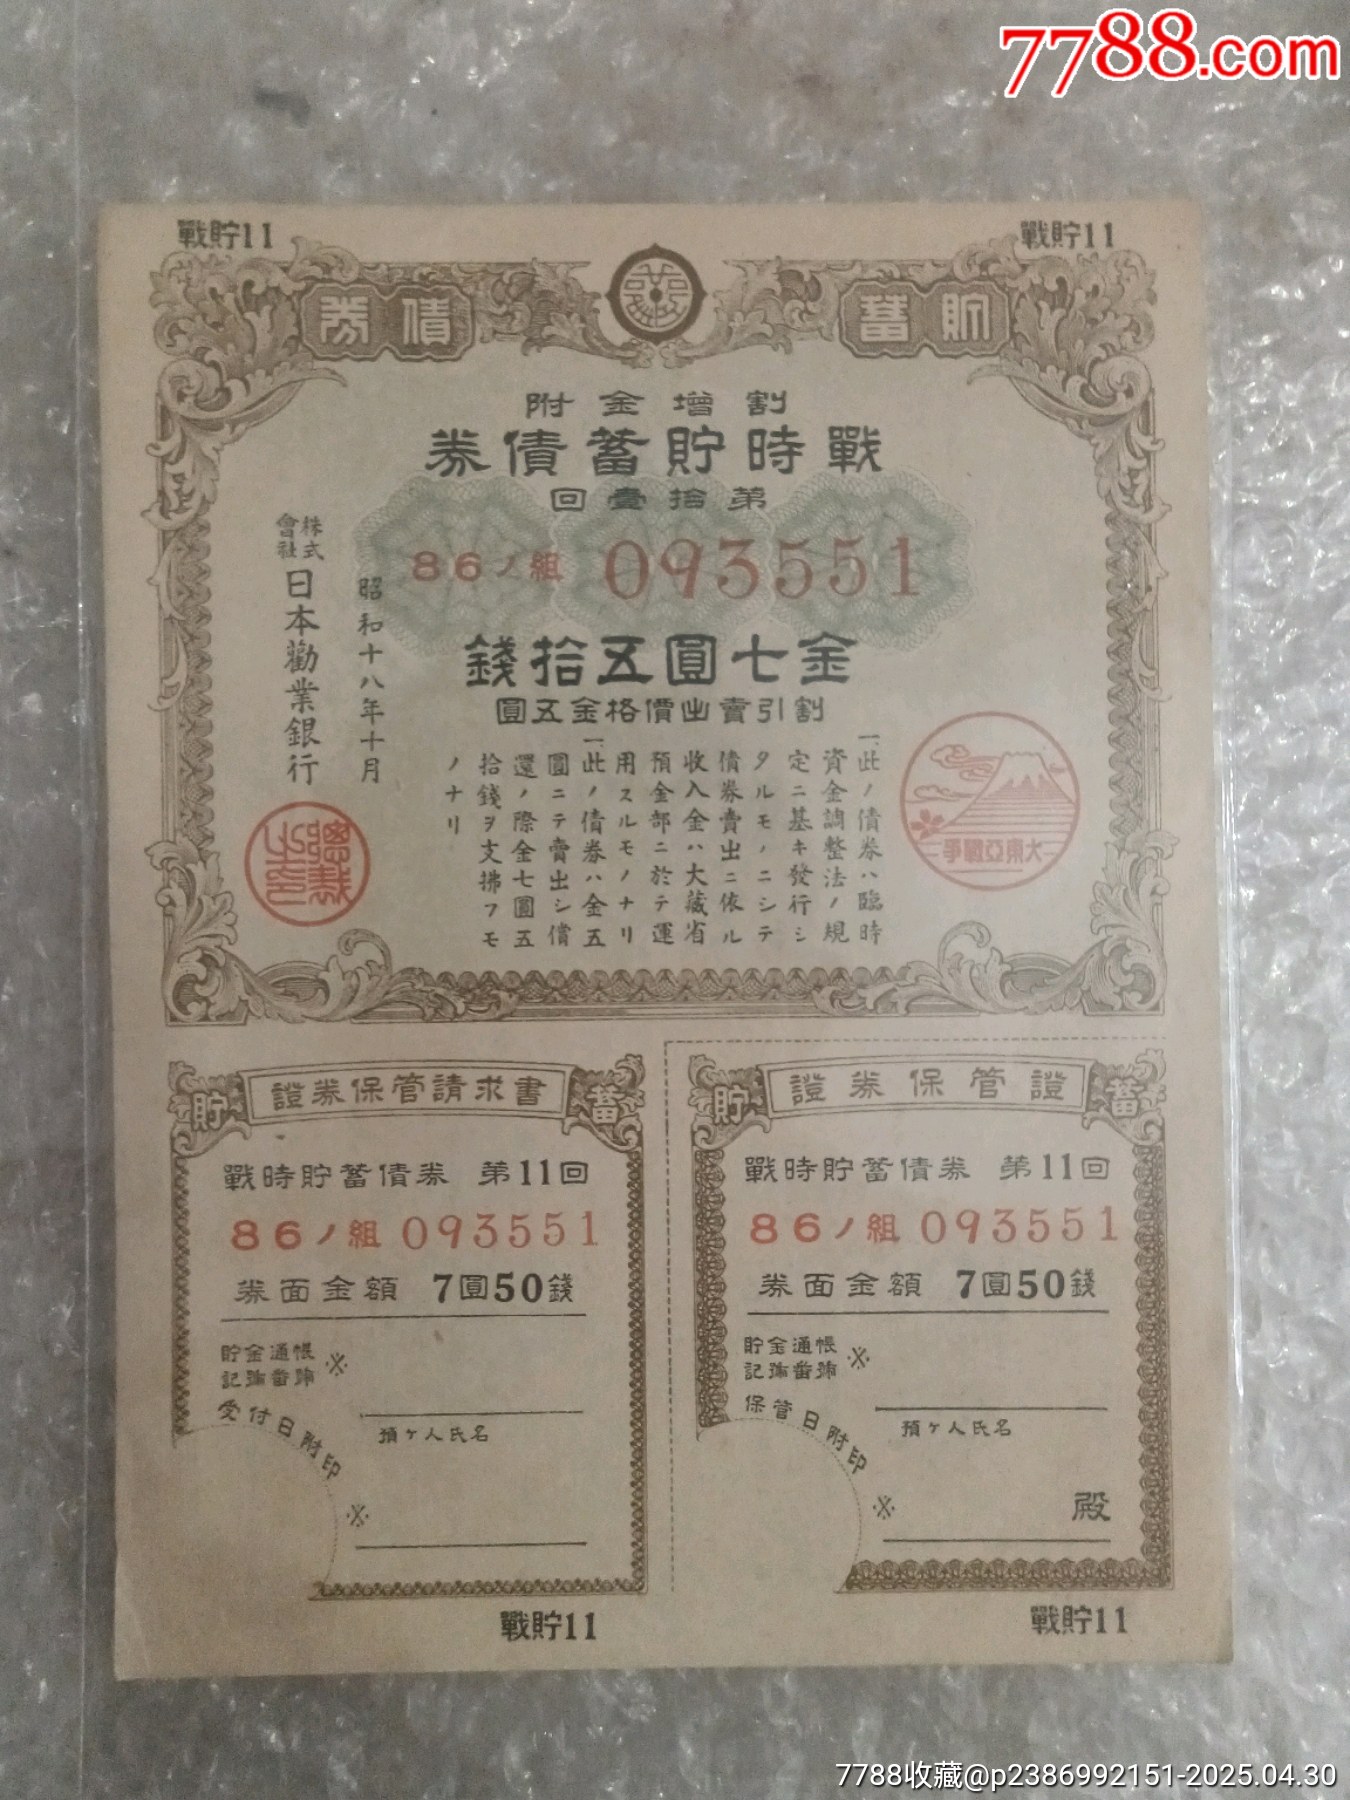 7788.com
戰貯11
戰貯11
貯蓄
債券
割增金附
戰時貯蓄債券
第拾壹回
86ノ組 093551
金七圓五拾錢
割引賣出價格金五圓
一、此ノ債券ハ臨時
資金調整法ノ規
定ニ基キ發行シ
タルモノニシテ
債券賣出ニ依ル
收入金ハ大藏省
預金部ニ於テ運
用スルモノナリ
一、此ノ債券ハ金五
圓ニテ賣出シ償
還ノ際金七圓五
拾錢ヲ支拂フモ
ノナリ
昭和十八年十月
株式會社日本勸業銀行
總裁之印
大東亞戰爭
貯蓄
證券保管請求書
戰時貯蓄債券 第11回
86ノ組 093551
券面金額 7圓50錢
貯金通帳
記號番號 ※
受付日附印
預ケ人氏名
※
戰貯11
貯蓄
證券保管證
戰時貯蓄債券 第11回
86ノ組 093551
券面金額 7圓50錢
貯金通帳
記號番號 ※
保管日附印
預ケ人氏名
※ 殿
戰貯11
7788收藏@p2386992151-2025.04.30